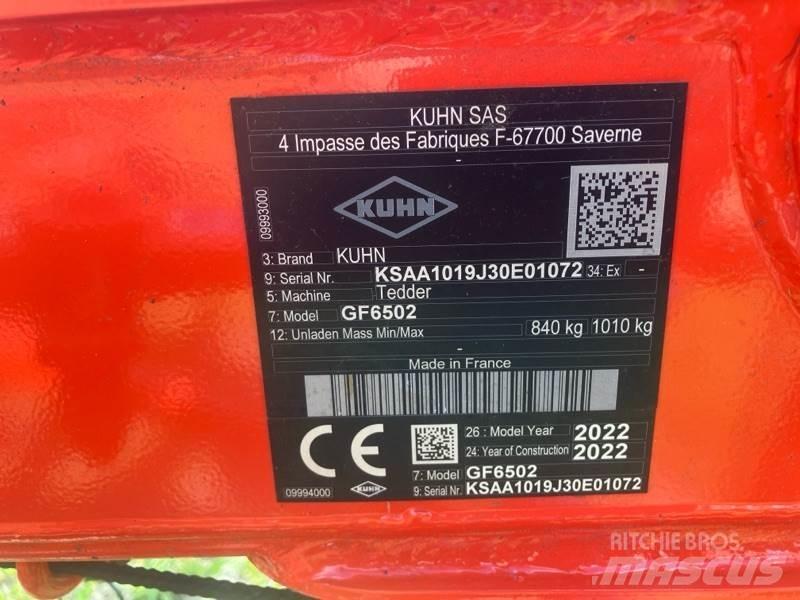 KUHN SAS
4 Impasse des Fabriques F-67700 Saverne
-
09993000
KUHN
3: Brand KUHN
9: Serial Nr. KSAA1019J30E01072 34: Ex -
5: Machine Tedder
7: Model GF6502
12: Unladen Mass Min/Max 840 kg 1010 kg
-
Made in France
CE
26 : Model Year 2022
24: Year of Construction 2022
7: Model GF6502
09994000 KUHN 9: Serial Nr. KSAA1019J30E01072
RITCHIE BROS.
MASCUS